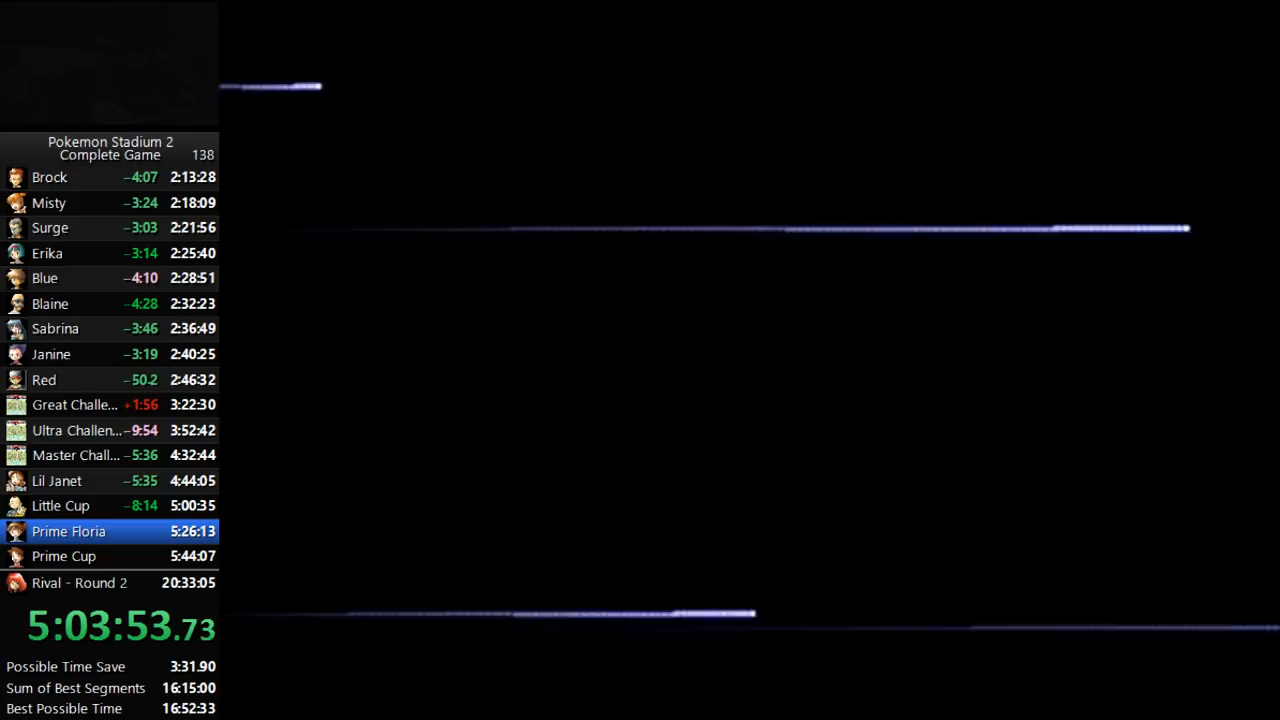 Pokemon Stadium 2
Complete Game 138
Brock −4:07 2:13:28
Misty −3:24 2:18:09
Surge −3:03 2:21:56
Erika −3:14 2:25:40
Blue −4:10 2:28:51
Blaine −4:28 2:32:23
Sabrina −3:46 2:36:49
Janine −3:19 2:40:25
Red −50.2 2:46:32
Great Challe... +1:56 3:22:30
Ultra Challen... −9:54 3:52:42
Master Chall... −5:36 4:32:44
Lil Janet −5:35 4:44:05
Little Cup −8:14 5:00:35
Prime Floria 5:26:13
Prime Cup 5:44:07
Rival - Round 2 20:33:05
5:03:53.73
Possible Time Save 3:31.90
Sum of Best Segments 16:15:00
Best Possible Time 16:52:33